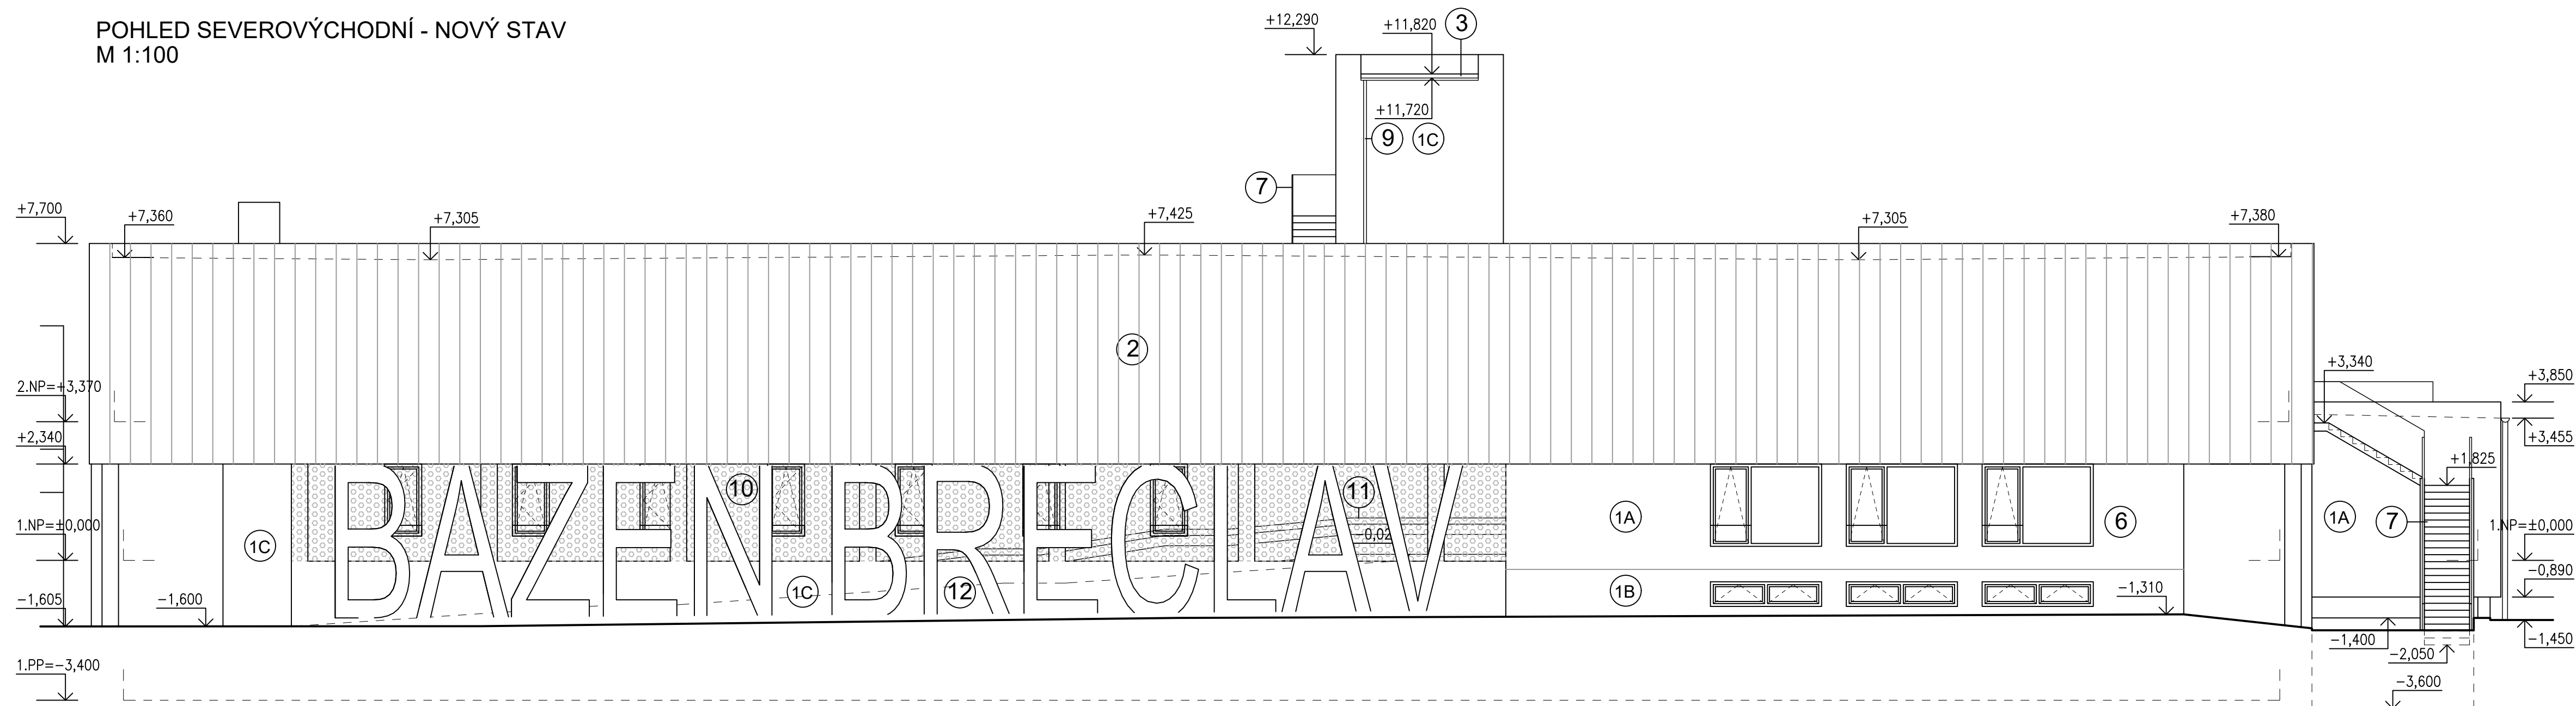 POHLED SEVEROVÝCHODNÍ - NOVÝ STAV
M 1:100
+12,290
+11,820
3
+11,720
9
1C
7
+7,700
+7,360
+7,305
+7,425
+7,305
+7,380
2
2.NP=+3,370
+3,340
+3,850
+2,340
+3,455
+1,825
10
11
BAZEN BRECLAV
1A
6
1A
7
1.NP=±0,000
1C
-0,02
1.NP=±0,000
1C
12
1B
-0,890
-1,605
-1,600
-1,310
-1,400
-1,450
-2,050
1.PP=-3,400
-3,600